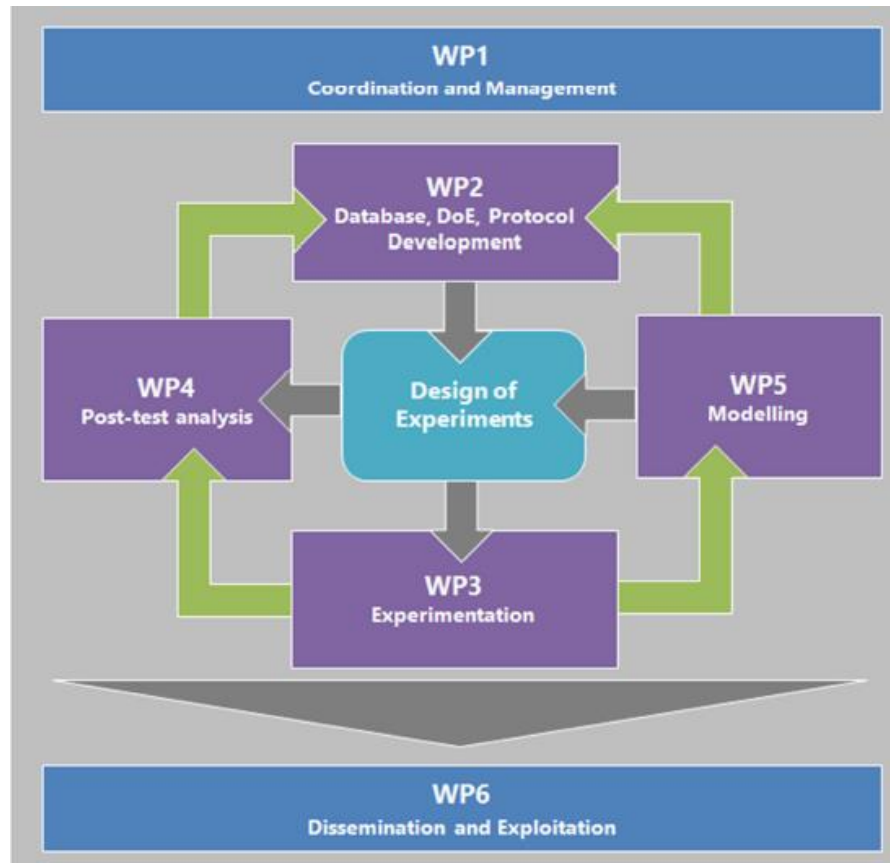 WP1
Coordination and Management
WP2
Database, DoE, Protocol
Development
WP4
Post-test analysis
Design of
Experiments
WP5
Modelling
WP3
Experimentation
WP6
Dissemination and Exploitation